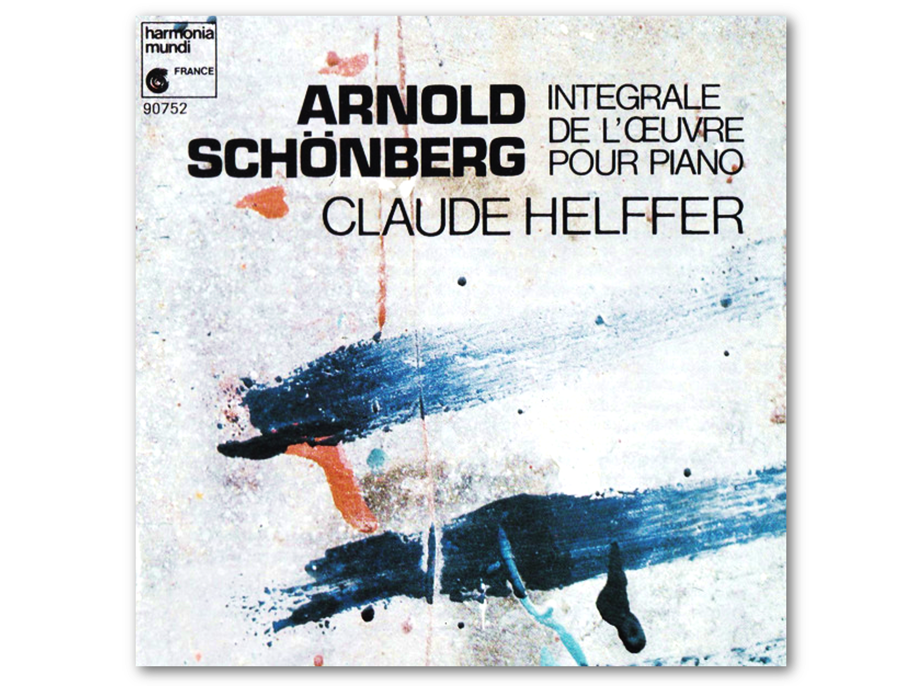 harmonia
mundi
FRANCE
90752
ARNOLD
SCHÖNBERG
INTEGRALE
DE L'ŒUVRE
POUR PIANO
CLAUDE HELFFER